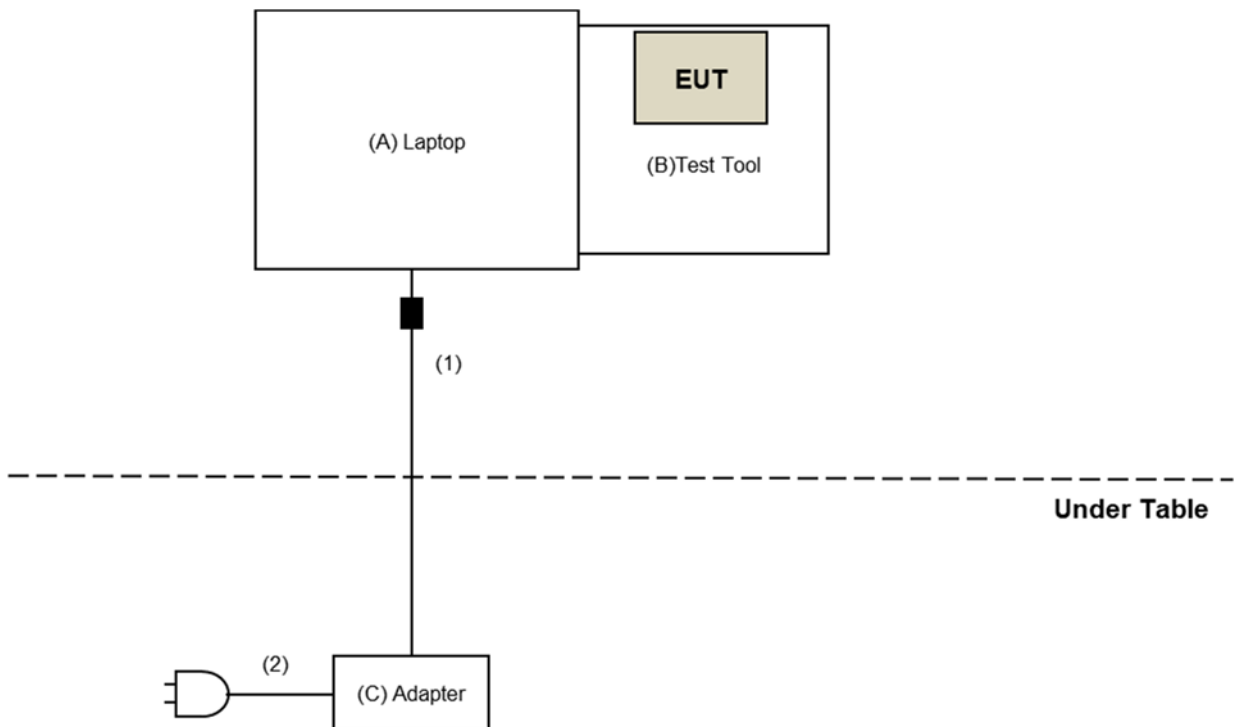 EUT
(A) Laptop
(B)Test Tool
(1)
Under Table
(2)
(C) Adapter